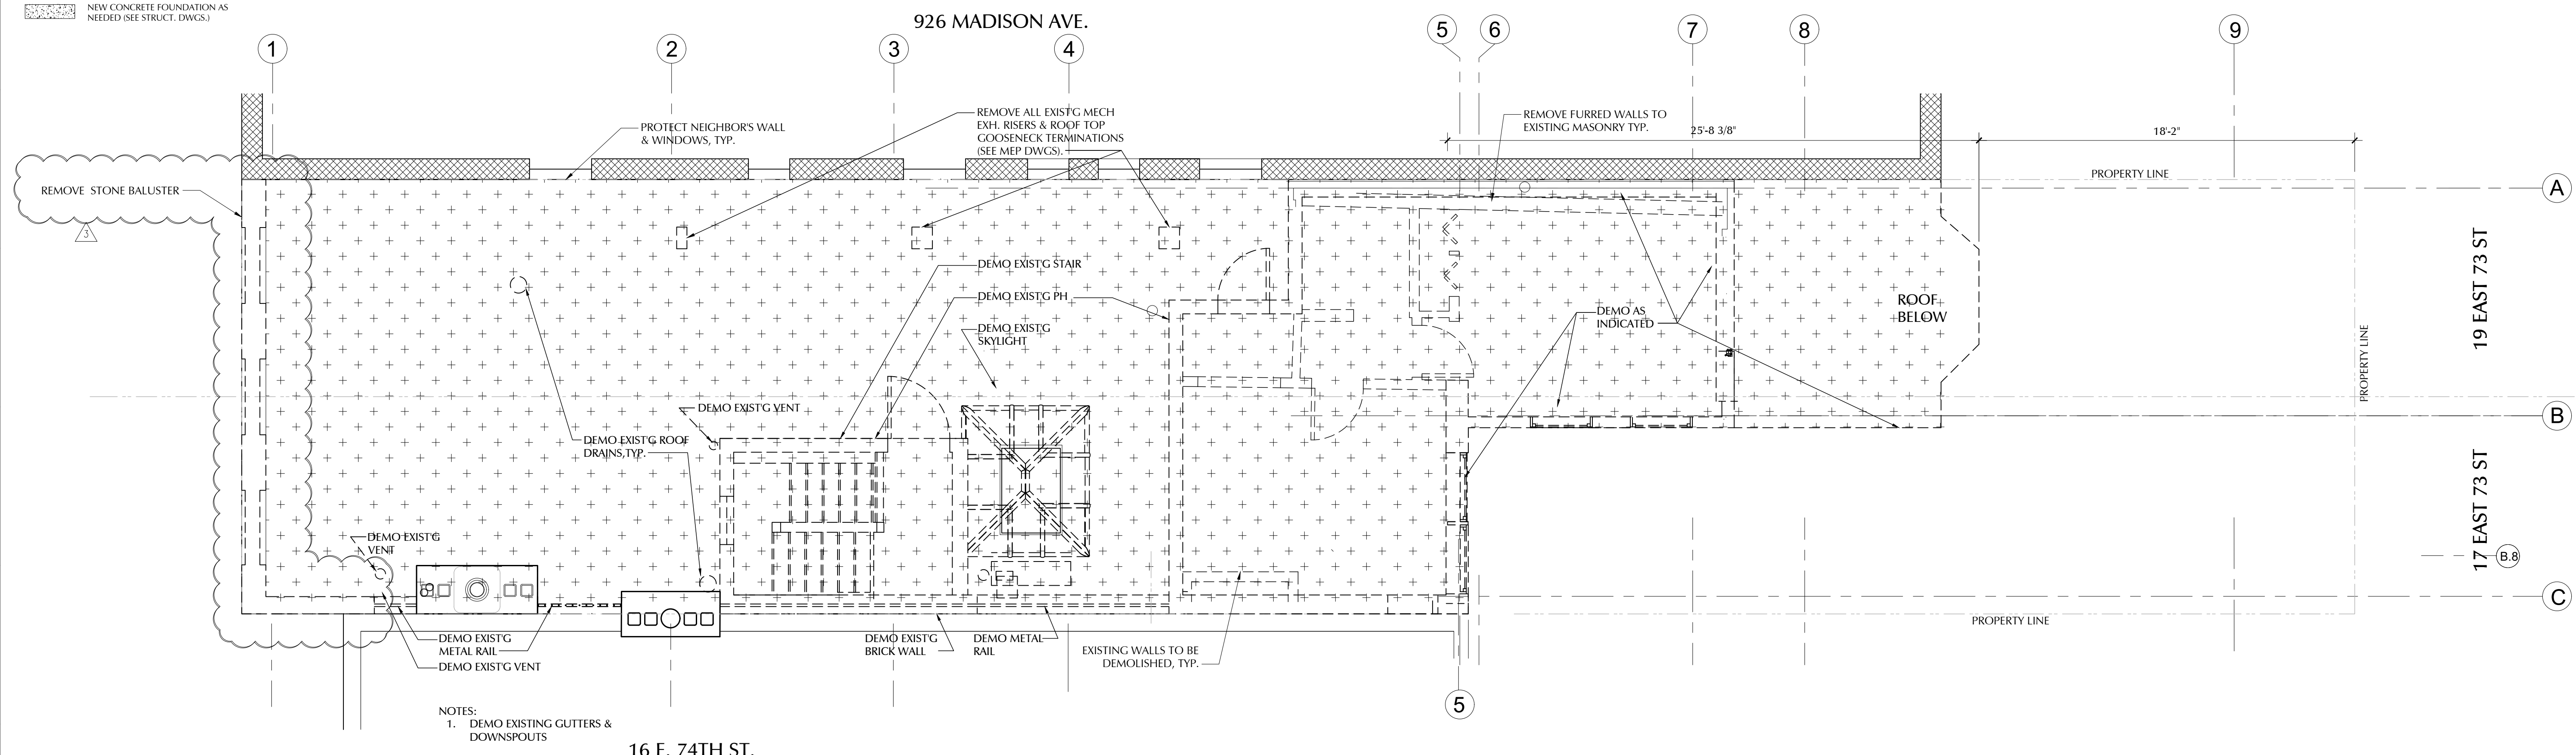 NEW CONCRETE FOUNDATION AS
NEEDED (SEE STRUCT. DWGS.)
926 MADISON AVE.
1
2
3
4
5
6
7
8
9
PROTECT NEIGHBOR'S WALL
& WINDOWS, TYP.
REMOVE ALL EXIST'G MECH
EXH. RISERS & ROOF TOP
GOOSENECK TERMINATIONS
(SEE MEP DWGS).
REMOVE FURRED WALLS TO
EXISTING MASONRY TYP.
25'-8 3/8"
18'-2"
REMOVE STONE BALUSTER
3
PROPERTY LINE
A
DEMO EXIST'G STAIR
DEMO EXIST'G PH
DEMO EXIST'G
SKYLIGHT
DEMO AS
INDICATED
ROOF
BELOW
19 EAST 73 ST
PROPERTY LINE
DEMO EXIST'G VENT
DEMO EXIST'G ROOF
DRAINS,TYP.
B
DEMO EXIST'G
VENT
17 EAST 73 ST
B.8
C
DEMO EXIST'G
METAL RAIL
DEMO EXIST'G VENT
DEMO EXIST'G
BRICK WALL
DEMO METAL
RAIL
EXISTING WALLS TO BE
DEMOLISHED, TYP.
PROPERTY LINE
5
NOTES:
1. DEMO EXISTING GUTTERS &
DOWNSPOUTS
16 E. 74TH ST.